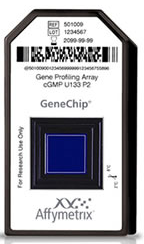 REF 501009
LOT 1234567
2099-99-99
Gene Profiling Array
cGMP U133 P2
GeneChip®
For Research Use Only
Affymetrix